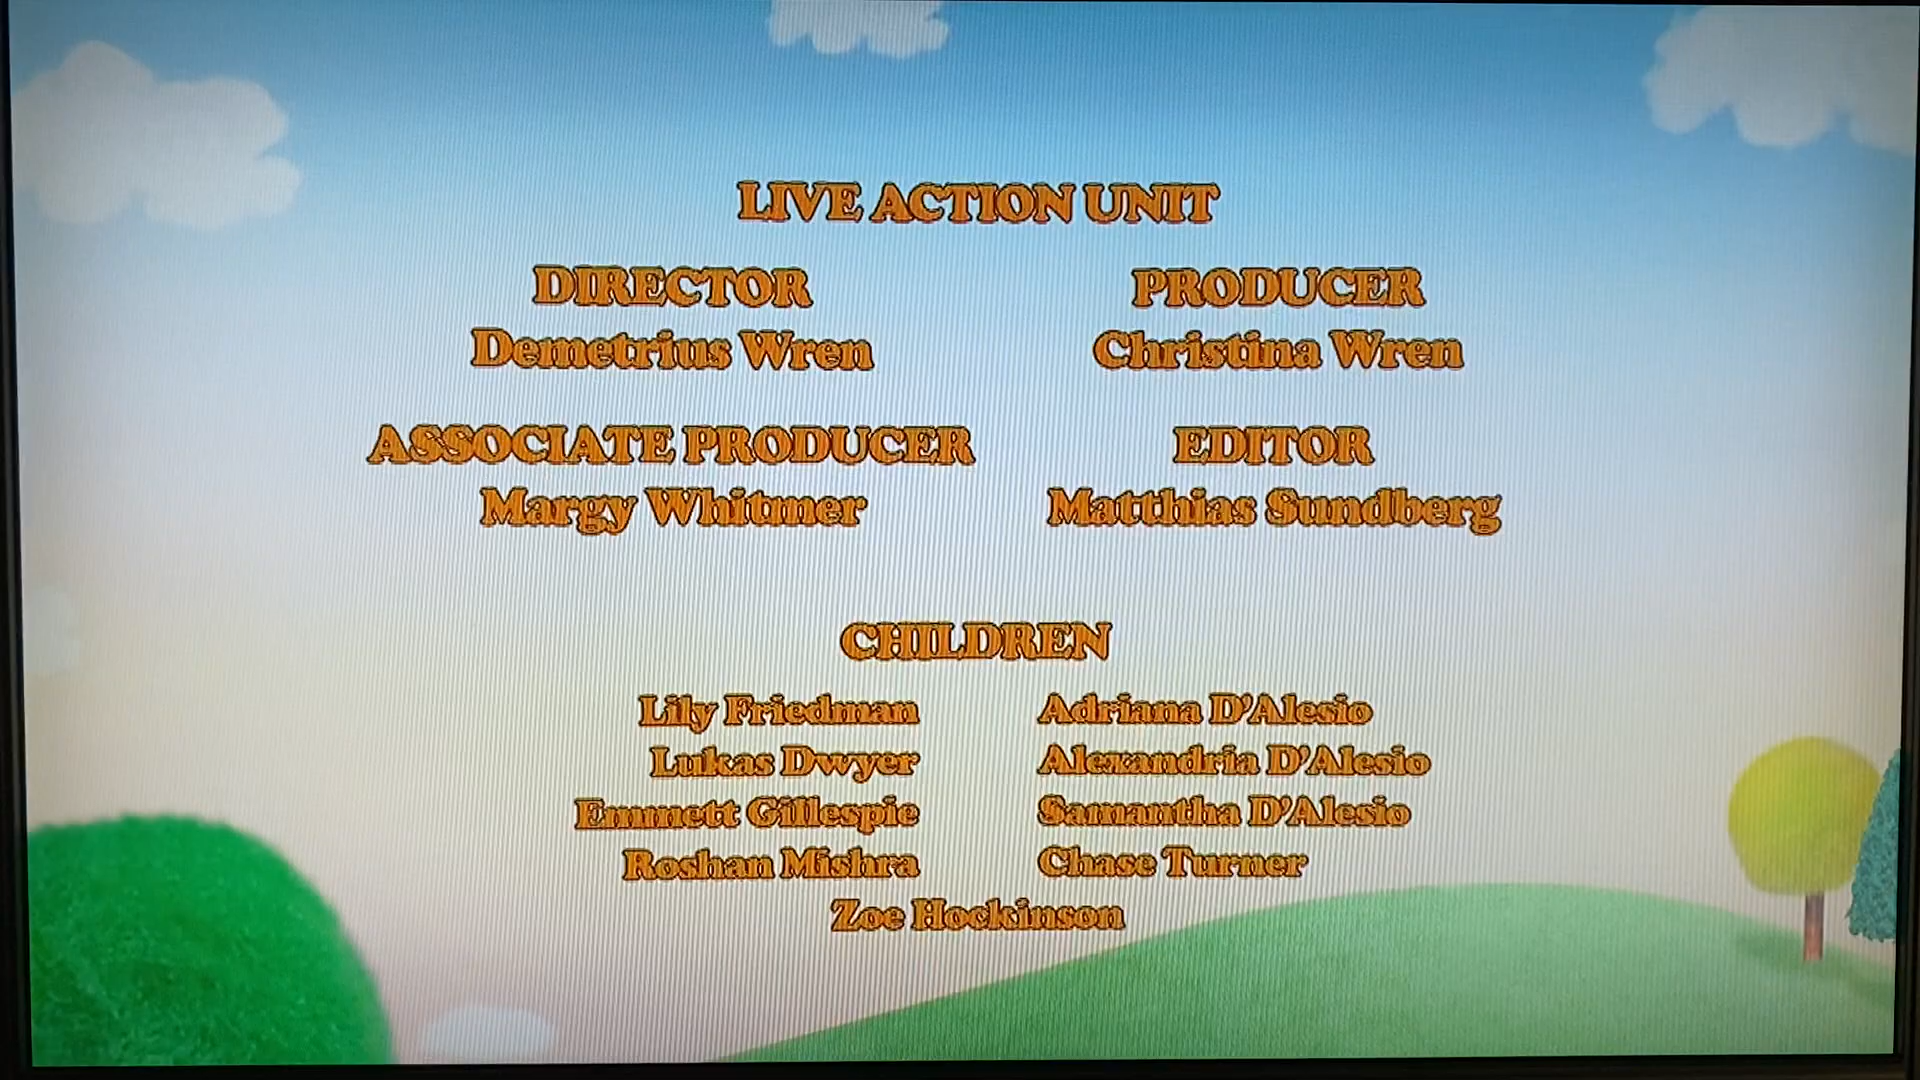 LIVE ACTION UNIT
DIRECTOR
Demetrius Wren
PRODUCER
Christina Wren
ASSOCIATE PRODUCER
Margy Whitmer
EDITOR
Matthias Sundberg
CHILDREN
Lily Friedman
Adriana D'Alesio
Lukas Dwyer
Alexandria D'Alesio
Emmett Gillespie
Samantha D'Alesio
Roshan Mishra
Chase Turner
Zoe Hockinson